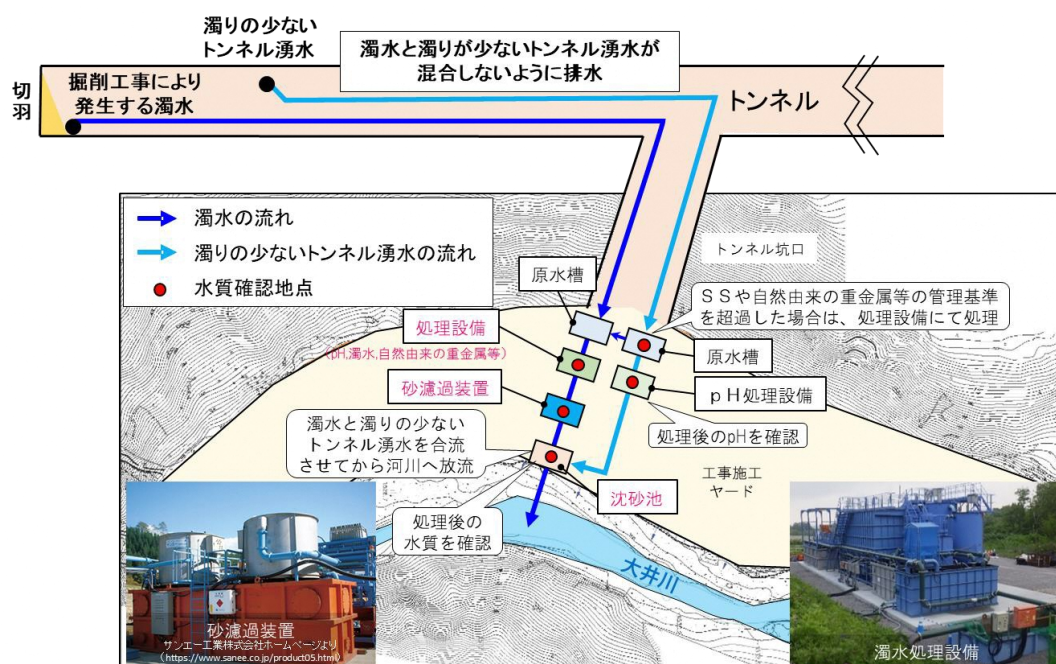 濁りの少ない
トンネル湧水
濁水と濁りが少ないトンネル湧水が
混合しないように排水
切羽
掘削工事により
発生する濁水
トンネル
濁水の流れ
濁りの少ないトンネル湧水の流れ
水質確認地点
トンネル坑口
原水槽
ＳＳや自然由来の重金属等の管理基準
を超過した場合は、処理設備にて処理
処理設備
（pH,濁水,自然由来の重金属等）
原水槽
砂濾過装置
ｐＨ処理設備
濁水と濁りの少ない
トンネル湧水を合流
させてから河川へ放流
処理後のpHを確認
工事施工
ヤード
沈砂池
処理後の
水質を確認
大井川
砂濾過装置
サンエー工業株式会社ホームページより
（https://www.sanee.co.jp/product05.html）
濁水処理設備